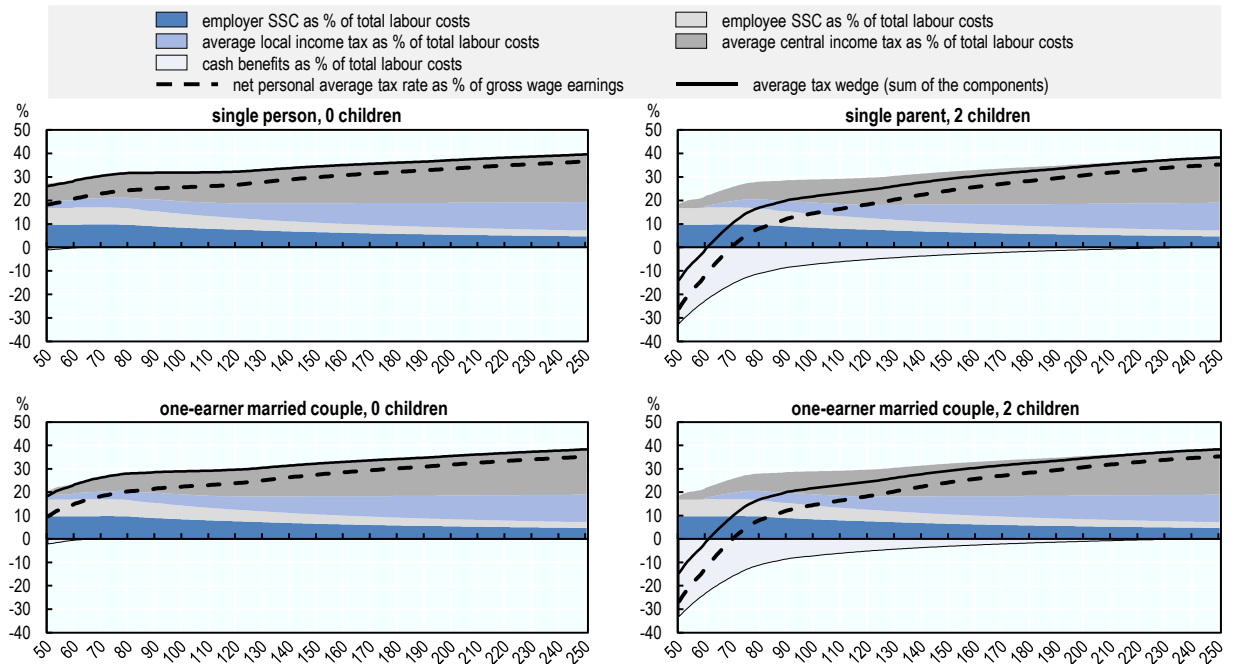 employer SSC as % of total labour costs
employee SSC as % of total labour costs
average local income tax as % of total labour costs
average central income tax as % of total labour costs
cash benefits as % of total labour costs
net personal average tax rate as % of gross wage earnings
average tax wedge (sum of the components)
%
single person, 0 children
50
40
30
20
10
0
-10
-20
-30
-40
50 60 70 80 90 100 110 120 130 140 150 160 170 180 190 200 210 220 230 240 250
%
single parent, 2 children
50
40
30
20
10
0
-10
-20
-30
-40
50 60 70 80 90 100 110 120 130 140 150 160 170 180 190 200 210 220 230 240 250
%
one-earner married couple, 0 children
50
40
30
20
10
0
-10
-20
-30
-40
50 60 70 80 90 100 110 120 130 140 150 160 170 180 190 200 210 220 230 240 250
%
one-earner married couple, 2 children
50
40
30
20
10
0
-10
-20
-30
-40
50 60 70 80 90 100 110 120 130 140 150 160 170 180 190 200 210 220 230 240 250